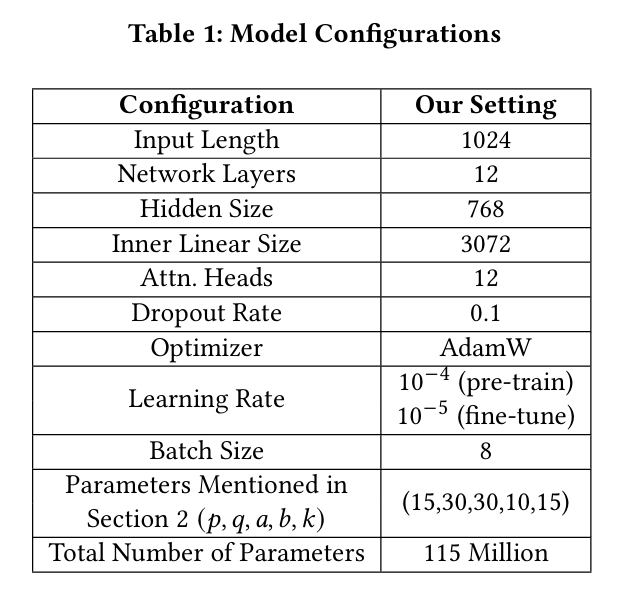 Table 1: Model Configurations
Configuration Our Setting
Input Length 1024
Network Layers 12
Hidden Size 768
Inner Linear Size 3072
Attn. Heads 12
Dropout Rate 0.1
Optimizer AdamW
Learning Rate 10⁻⁴ (pre-train)
10⁻⁵ (fine-tune)
Batch Size 8
Parameters Mentioned in
Section 2 (p, q, a, b, k) (15,30,30,10,15)
Total Number of Parameters 115 Million